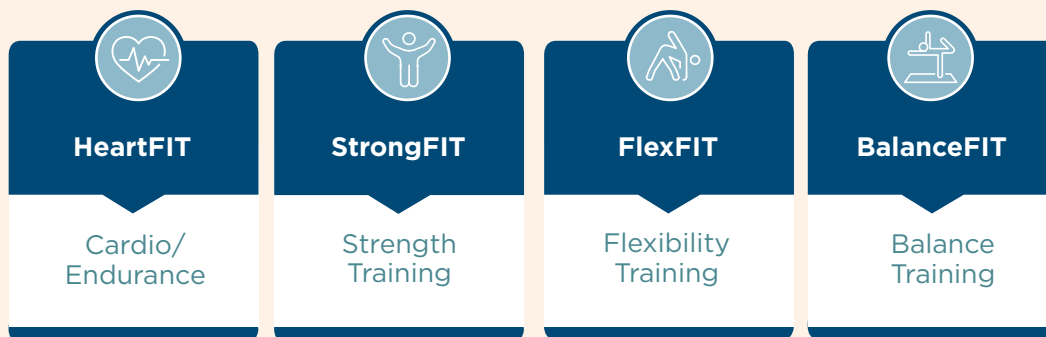 HeartFIT
Cardio/
Endurance
StrongFIT
Strength
Training
FlexFIT
Flexibility
Training
BalanceFIT
Balance
Training